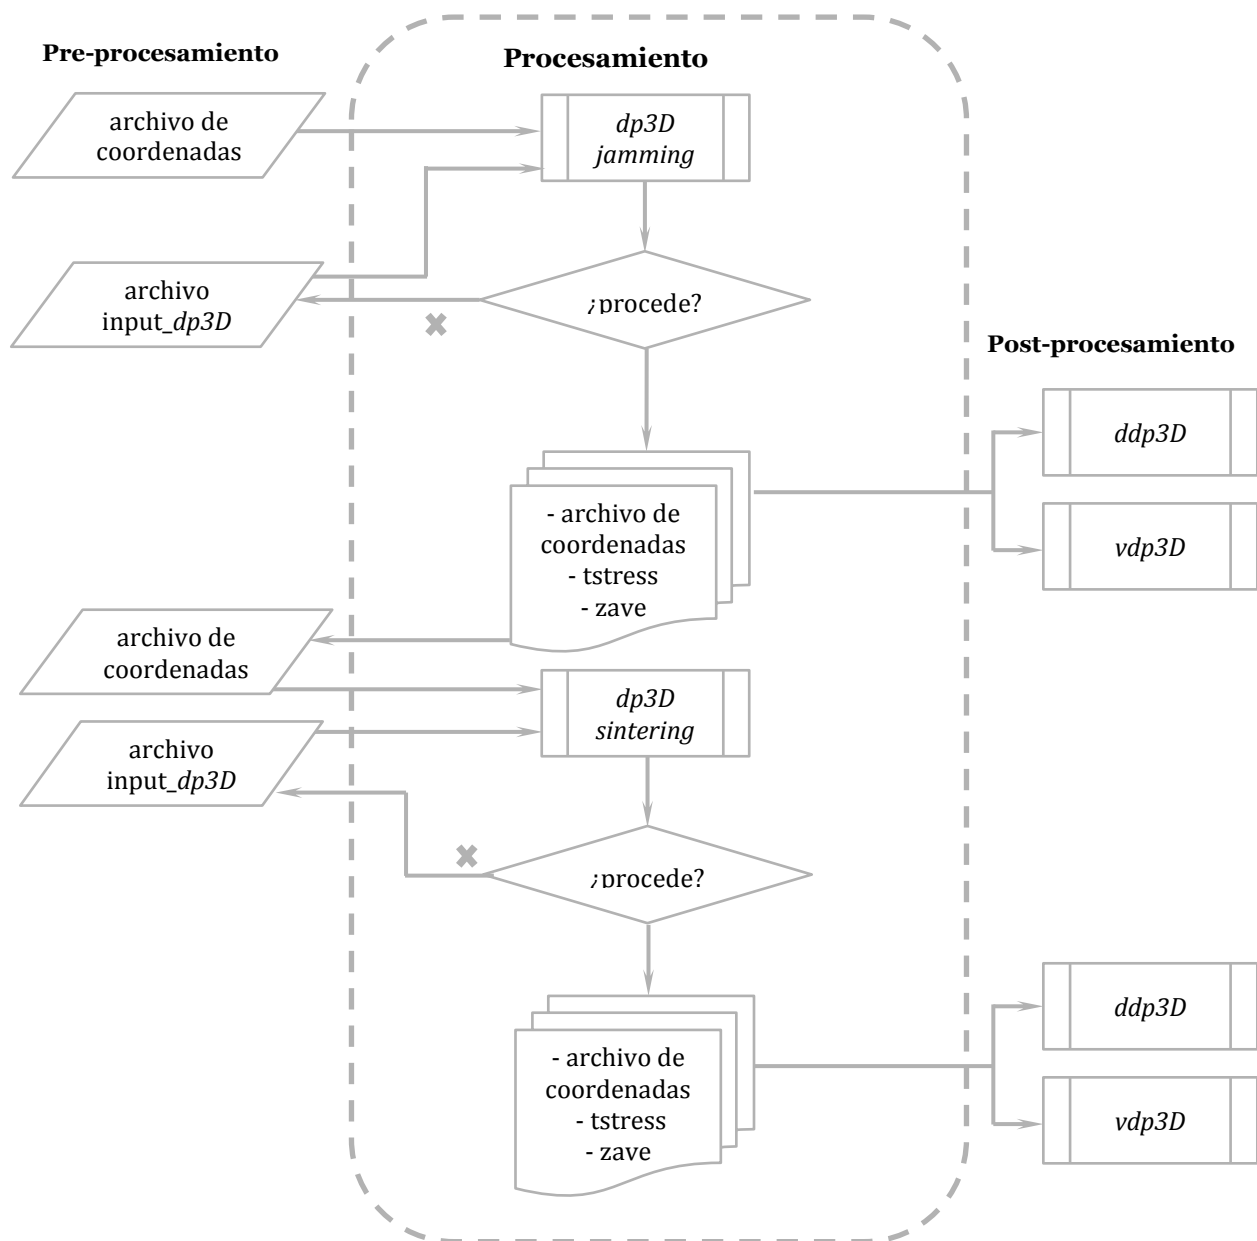 Pre-procesamiento
Procesamiento
archivo de
coordenadas
dp3D
jamming
archivo
input_dp3D
¿procede?
Post-procesamiento
ddp3D
vdp3D
- archivo de
coordenadas
- tstress
- zave
archivo de
coordenadas
dp3D
sintering
archivo
input_dp3D
¿procede?
ddp3D
vdp3D
- archivo de
coordenadas
- tstress
- zave